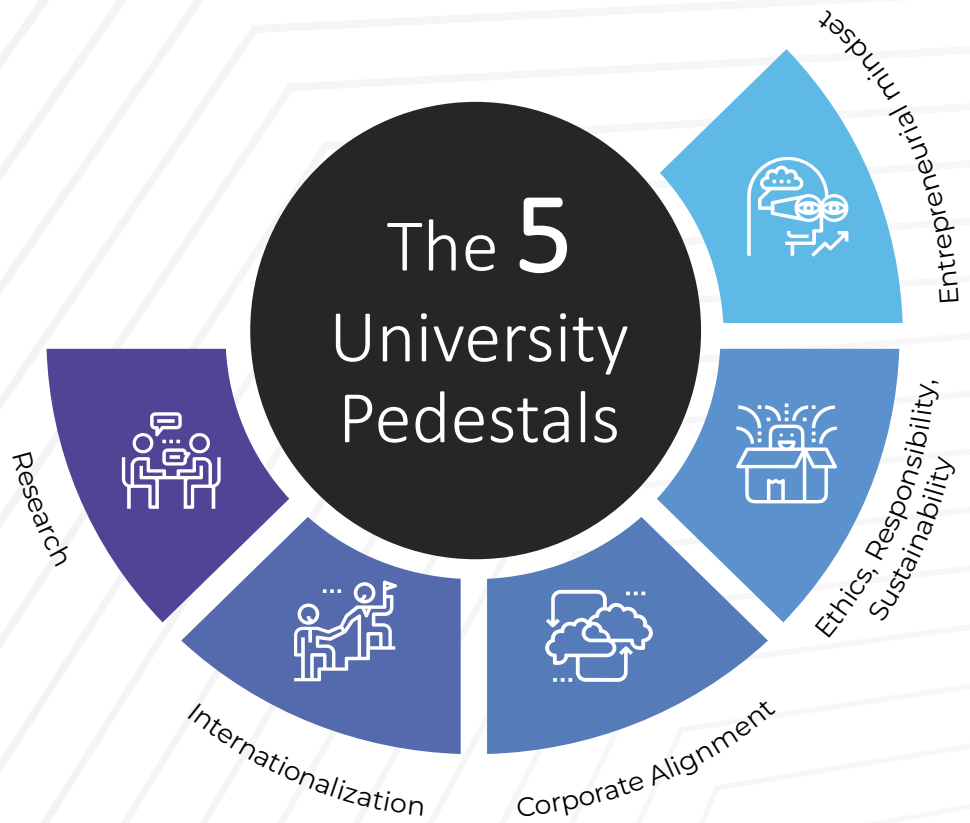 The 5
University
Pedestals
Entrepreneurial mindset
Ethics, Responsibility,
Sustainability
Corporate Alignment
Internationalization
Research